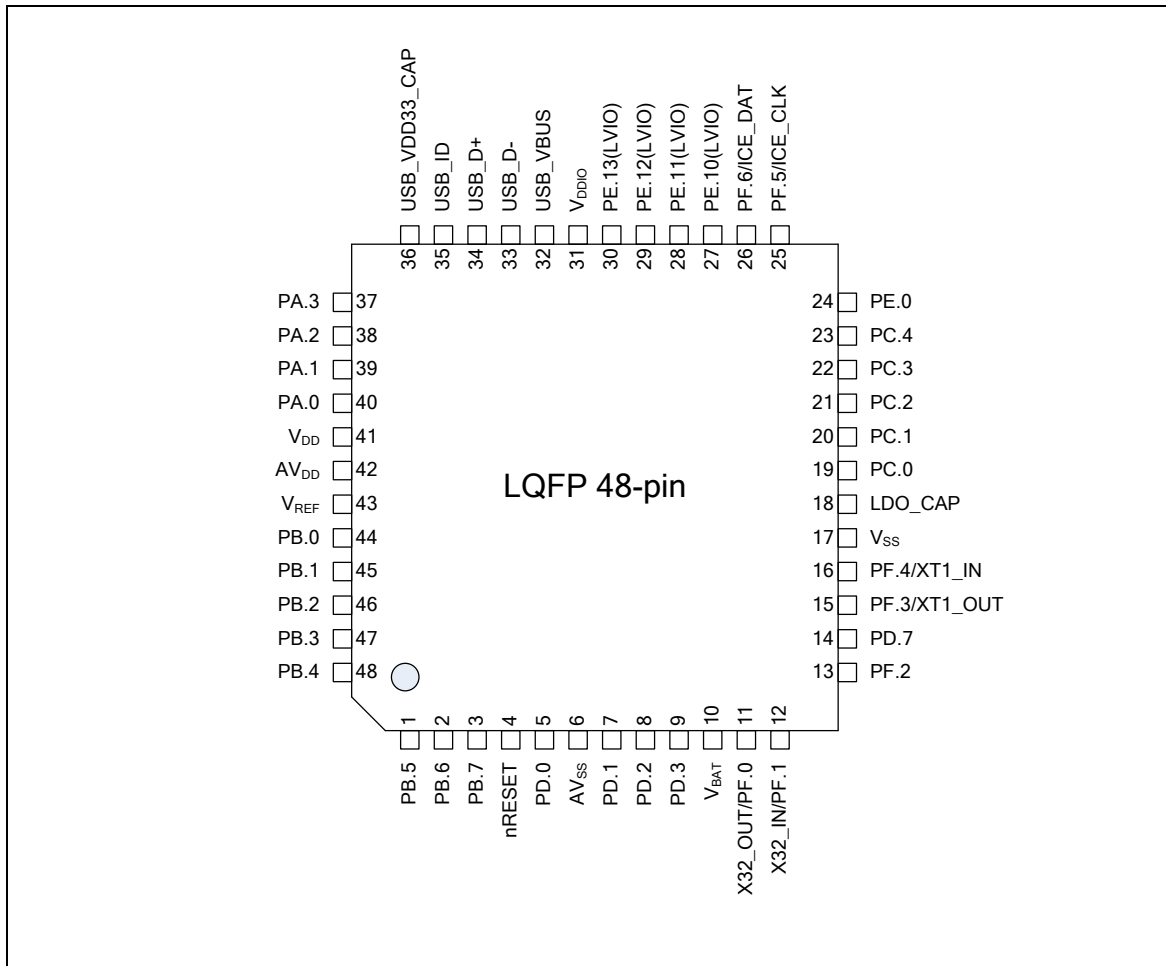 USB_VDD33_CAP
USB_ID
USB_D+
USB_D-
USB_VBUS
VDDIO
PE.13(LVIO)
PE.12(LVIO)
PE.11(LVIO)
PE.10(LVIO)
PF.6/ICE_DAT
PF.5/ICE_CLK
36 35 34 33 32 31 30 29 28 27 26 25
PA.3 37
PA.2 38
PA.1 39
PA.0 40
VDD 41
AVDD 42
VREF 43
PB.0 44
PB.1 45
PB.2 46
PB.3 47
PB.4 48
LQFP 48-pin
24 PE.0
23 PC.4
22 PC.3
21 PC.2
20 PC.1
19 PC.0
18 LDO_CAP
17 VSS
16 PF.4/XT1_IN
15 PF.3/XT1_OUT
14 PD.7
13 PF.2
1 2 3 4 5 6 7 8 9 10 11 12
PB.5
PB.6
PB.7
nRESET
PD.0
AVSS
PD.1
PD.2
PD.3
VBAT
X32_OUT/PF.0
X32_IN/PF.1